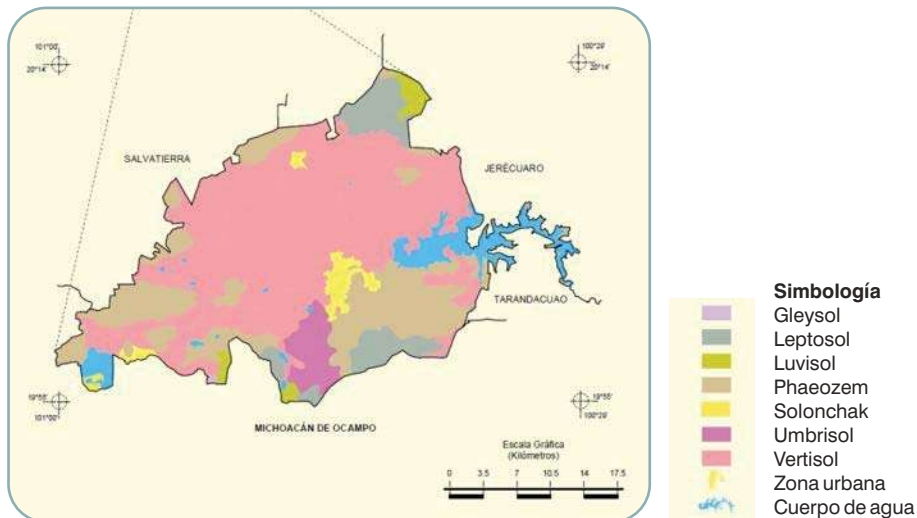 101°00'
20°14'
100°29'
20°14'
SALVATIERRA
JERÉCUARO
TARANDACUAO
19°55'
101°00'
19°55'
100°29'
MICHOACÁN DE OCAMPO
Escala Gráfica
(Kilómetros)
0 3.5 7 10.5 14 17.5
Simbología
Gleysol
Leptosol
Luvisol
Phaeozem
Solonchak
Umbrisol
Vertisol
Zona urbana
Cuerpo de agua